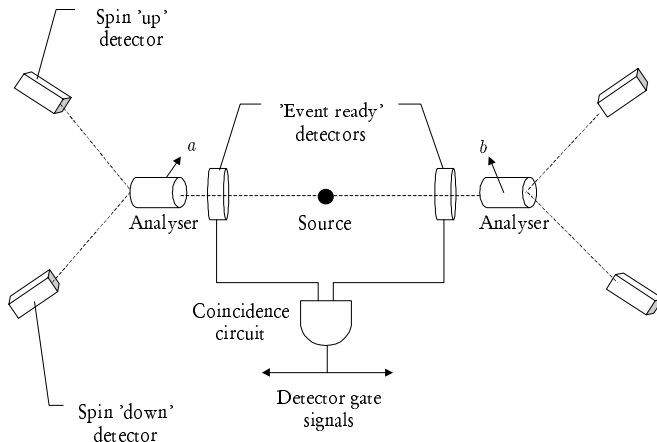 Spin 'up'
detector
'Event ready'
detectors
a
b
Analyser
Source
Analyser
Coincidence
circuit
Detector gate
signals
Spin 'down'
detector